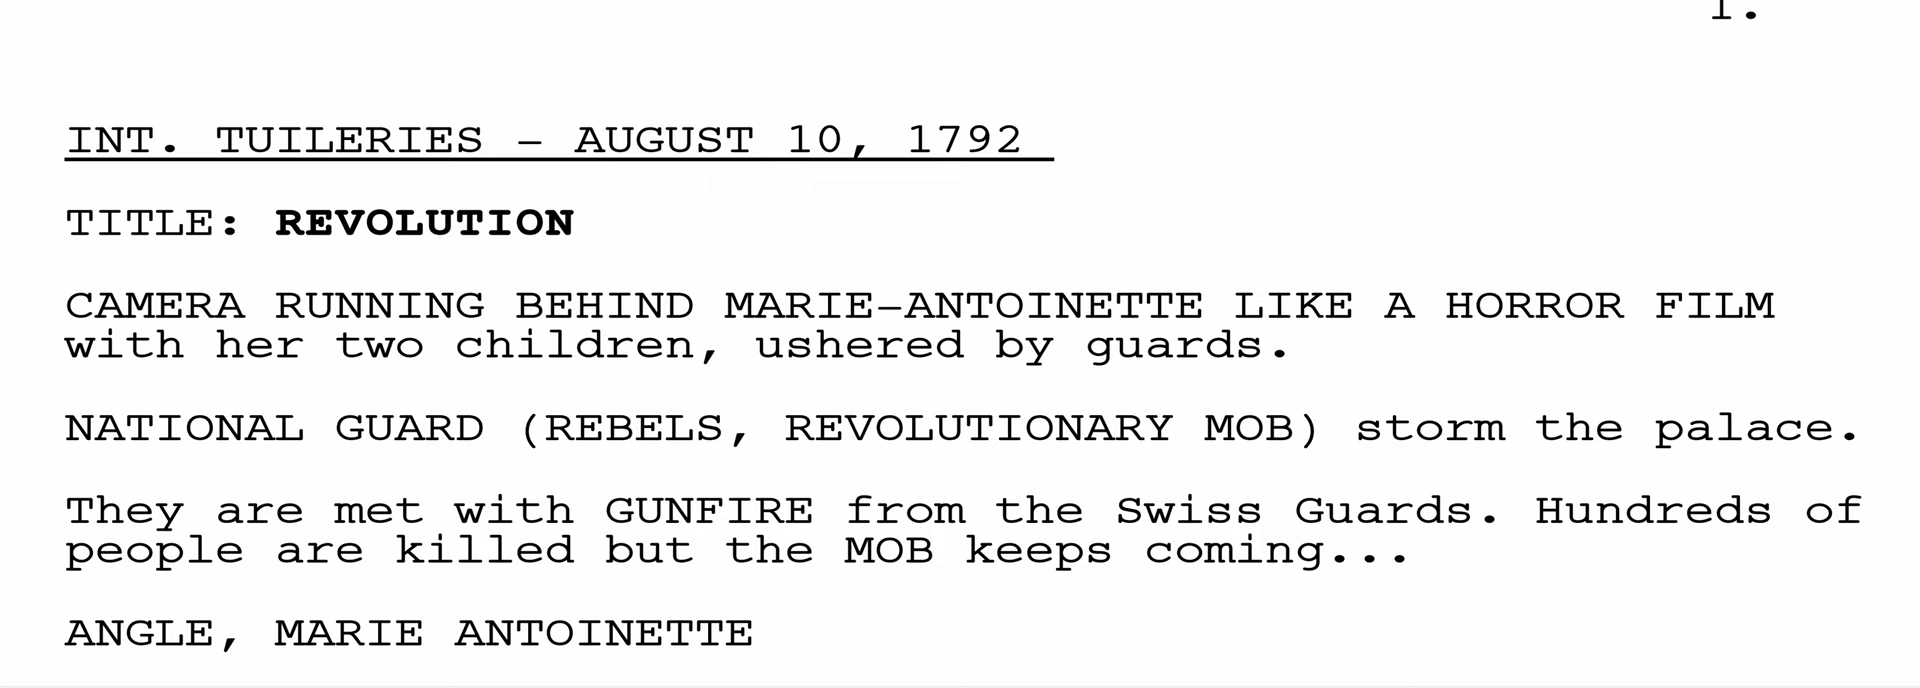 1.
INT. TUILERIES – AUGUST 10, 1792
TITLE: REVOLUTION
CAMERA RUNNING BEHIND MARIE–ANTOINETTE LIKE A HORROR FILM
with her two children, ushered by guards.
NATIONAL GUARD (REBELS, REVOLUTIONARY MOB) storm the palace.
They are met with GUNFIRE from the Swiss Guards. Hundreds of
people are killed but the MOB keeps coming...
ANGLE, MARIE ANTOINETTE